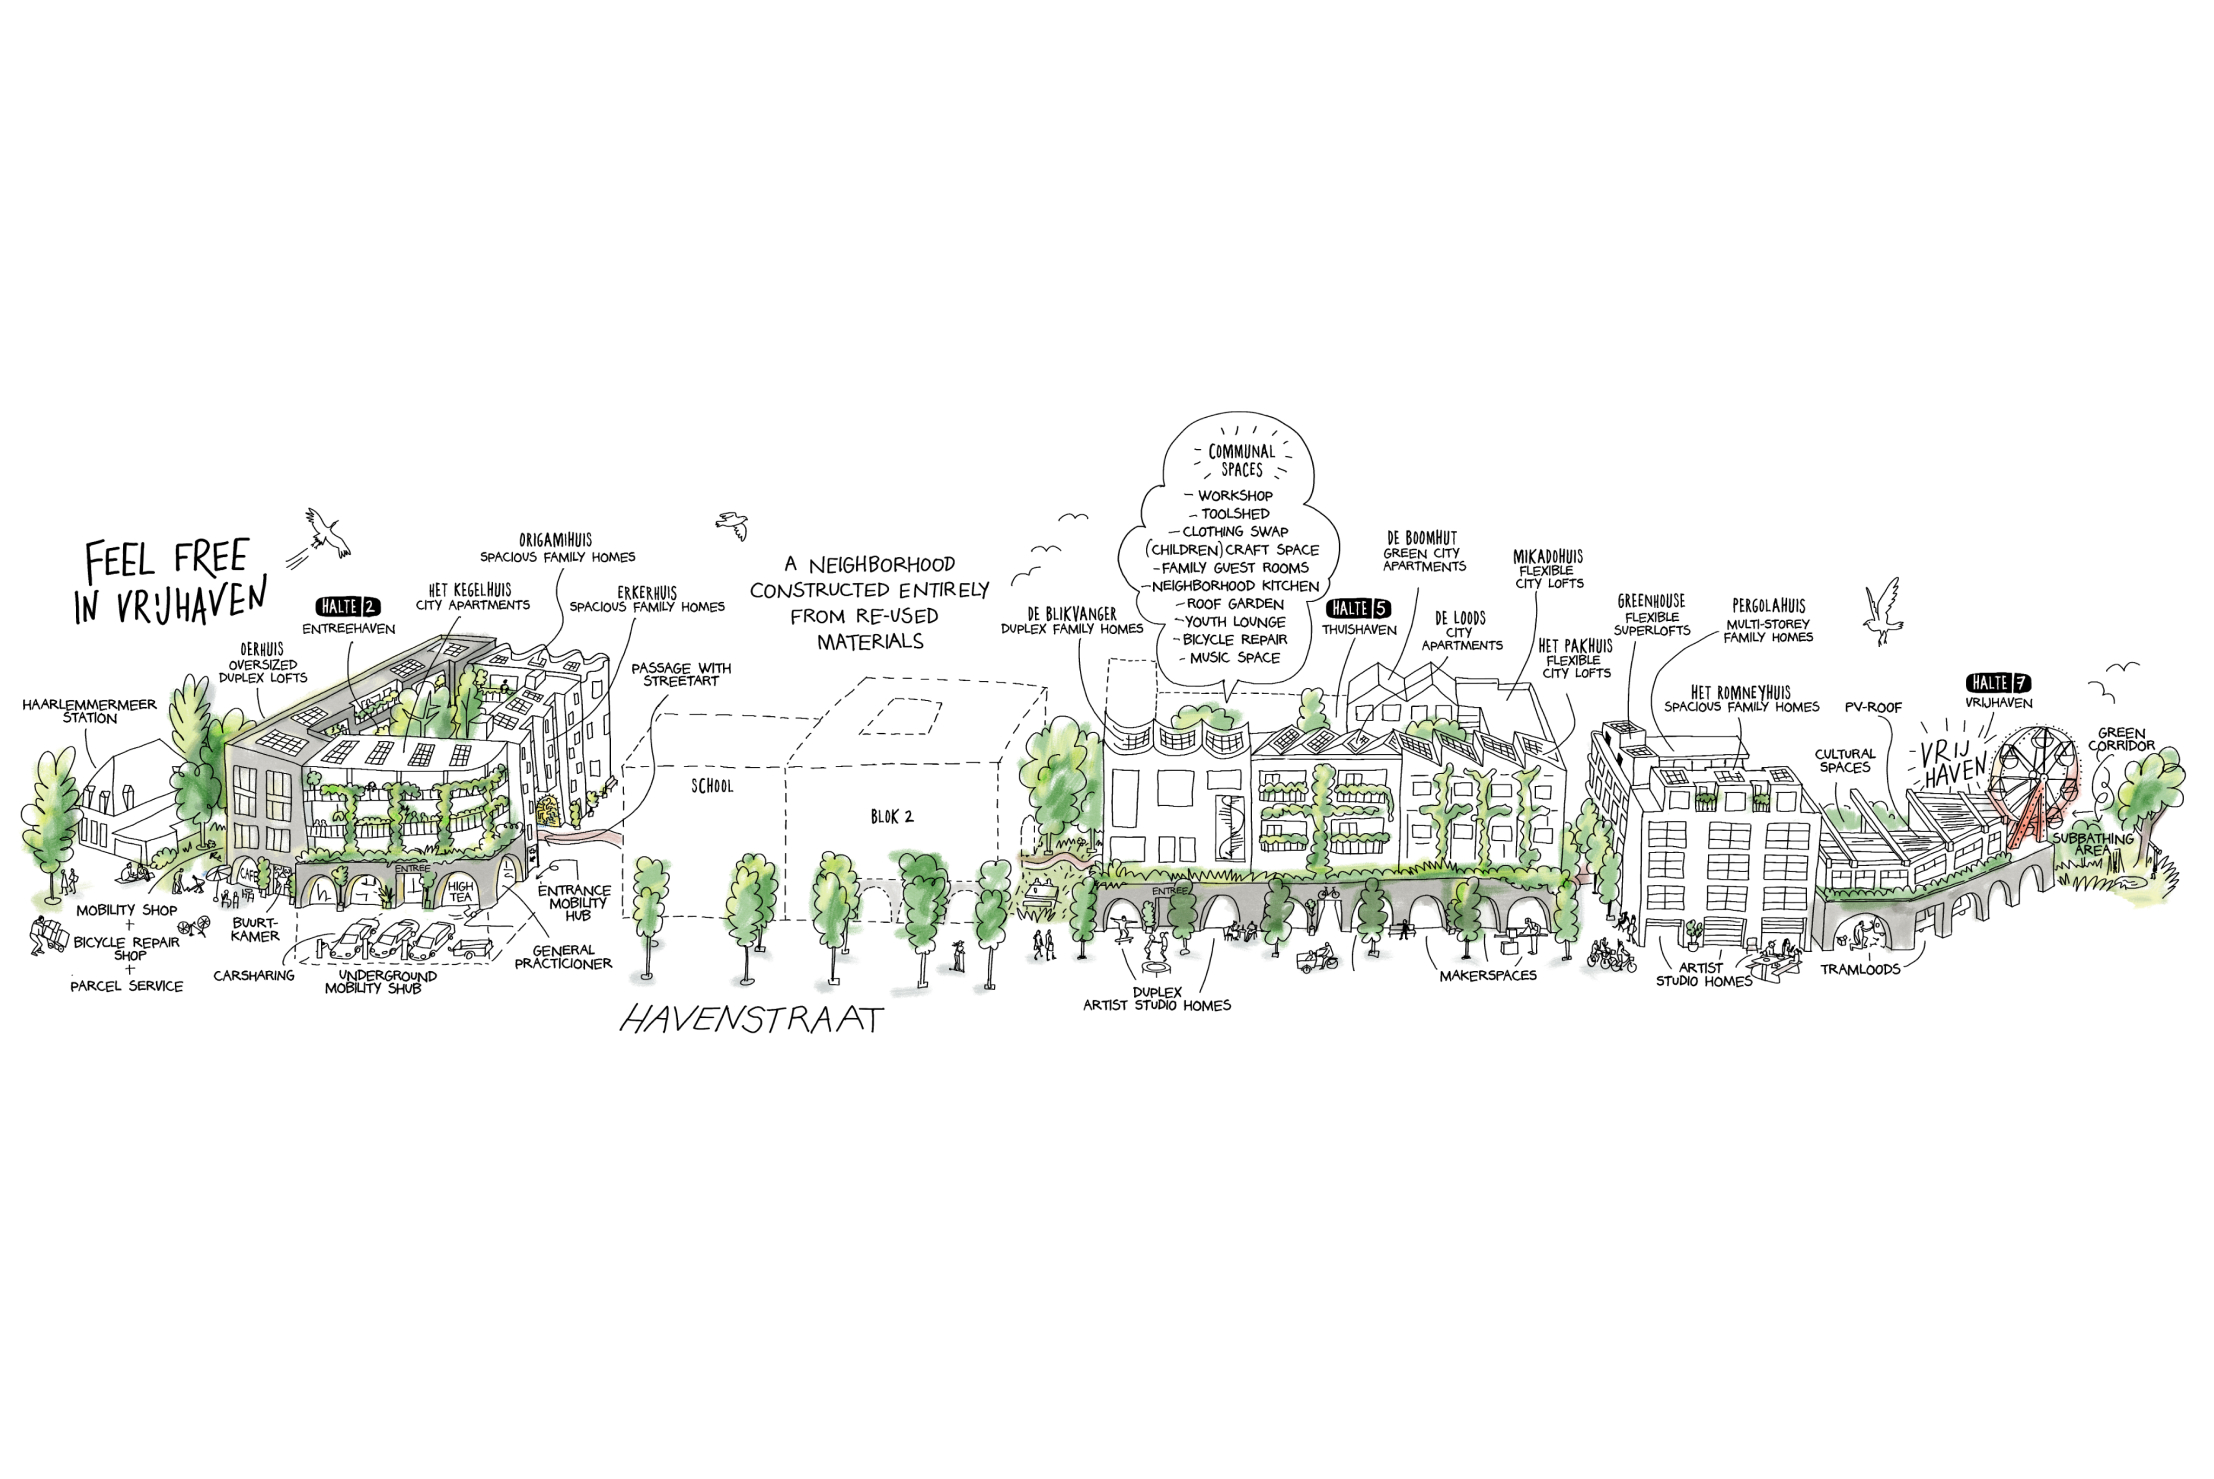 FEEL FREE
IN VRIJHAVEN
HAARLEMMERMEER
STATION
OERHUIS
OVERSIZED
DUPLEX LOFTS
HALTE 2
ENTREEHAVEN
HET KEGELHUIS
CITY APARTMENTS
ORIGAMIHUIS
SPACIOUS FAMILY HOMES
ERKERHUIS
SPACIOUS FAMILY HOMES
PASSAGE WITH
STREETART
CAFE
ENTREE
HIGH
TEA
MOBILITY SHOP
+
BICYCLE REPAIR
SHOP
+
PARCEL SERVICE
BUURT-
KAMER
CARSHARING
UNDERGROUND
MOBILITY SHUB
ENTRANCE
MOBILITY
HUB
GENERAL
PRACTICIONER
A NEIGHBORHOOD
CONSTRUCTED ENTIRELY
FROM RE-USED
MATERIALS
SCHOOL
BLOK 2
HAVENSTRAAT
DE BLIKVANGER
DUPLEX FAMILY HOMES
COMMUNAL
SPACES
- WORKSHOP
- TOOLSHED
- CLOTHING SWAP
(CHILDREN) CRAFT SPACE
- FAMILY GUEST ROOMS
- NEIGHBORHOOD KITCHEN
- ROOF GARDEN
- YOUTH LOUNGE
- BICYCLE REPAIR
- MUSIC SPACE
HALTE 5
THUISHAVEN
DE BOOMHUT
GREEN CITY
APARTMENTS
DE LOODS
CITY
APARTMENTS
MIKADOHUIS
FLEXIBLE
CITY LOFTS
HET PAKHUIS
FLEXIBLE
CITY LOFTS
ENTREE
DUPLEX
ARTIST STUDIO HOMES
MAKERSPACES
GREENHOUSE
FLEXIBLE
SUPERLOFTS
PERGOLAHUIS
MULTI-STOREY
FAMILY HOMES
HET ROMNEYHUIS
SPACIOUS FAMILY HOMES
ARTIST
STUDIO HOMES
PV-ROOF
CULTURAL
SPACES
TRAMLOODS
VRIJ
HAVEN
HALTE 7
VRIJHAVEN
GREEN
CORRIDOR
SUBBATHING
AREA